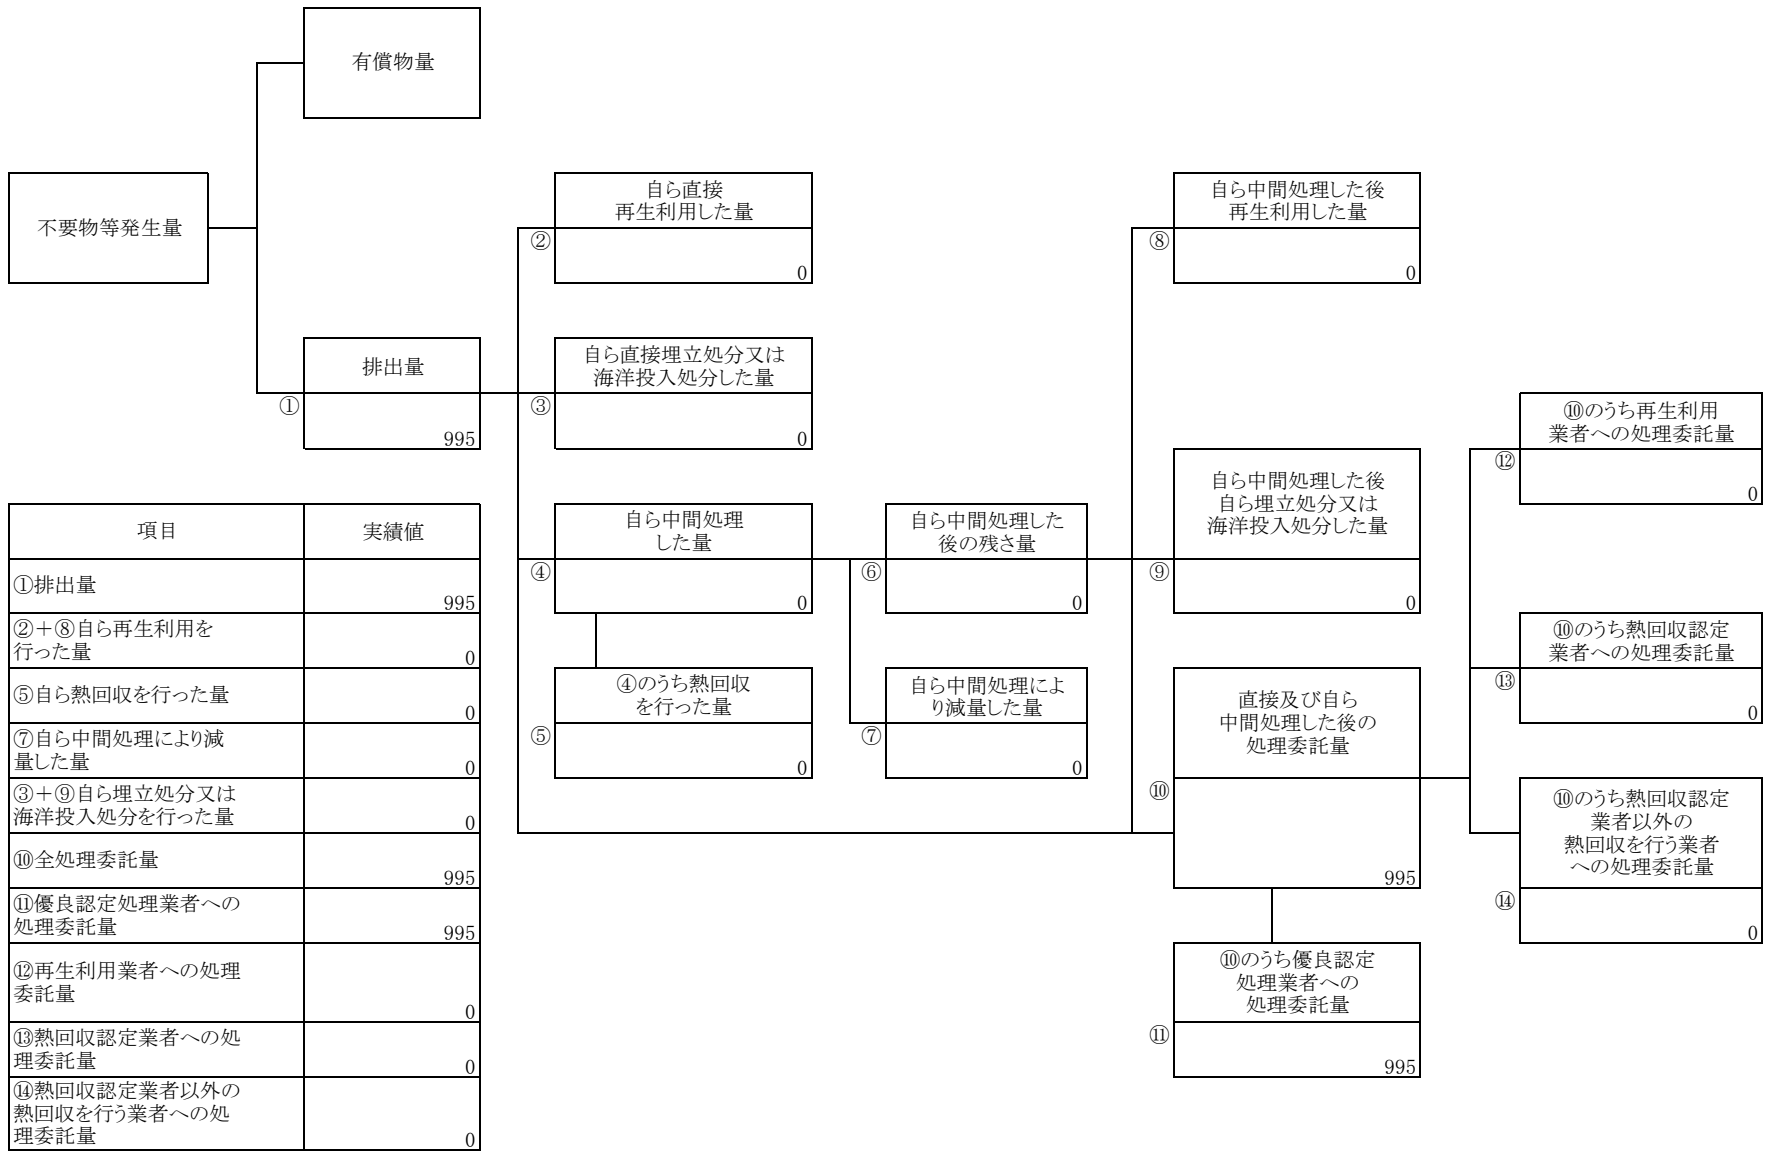 有償物量
不要物等発生量
排出量
①
995
自ら直接
再生利用した量
②
0
自ら直接埋立処分又は
海洋投入処分した量
③
0
自ら中間処理
した量
④
0
④のうち熱回収
を行った量
⑤
0
自ら中間処理した
後の残さ量
⑥
0
自ら中間処理によ
り減量した量
⑦
0
自ら中間処理した後
再生利用した量
⑧
0
自ら中間処理した後
自ら埋立処分又は
海洋投入処分した量
⑨
0
直接及び自ら
中間処理した後の
処理委託量
⑩
995
⑩のうち優良認定
処理業者への
処理委託量
⑪
995
⑩のうち再生利用
業者への処理委託量
⑫
0
⑩のうち熱回収認定
業者への処理委託量
⑬
0
⑩のうち熱回収認定
業者以外の
熱回収を行う業者
への処理委託量
⑭
0
項目 実績値
①排出量
995
②＋⑧自ら再生利用を
行った量
0
⑤自ら熱回収を行った量
0
⑦自ら中間処理により減
量した量
0
③＋⑨自ら埋立処分又は
海洋投入処分を行った量
0
⑩全処理委託量
995
⑪優良認定処理業者への
処理委託量
995
⑫再生利用業者への処理
委託量
0
⑬熱回収認定業者への処
理委託量
0
⑭熱回収認定業者以外の
熱回収を行う業者への処
理委託量
0